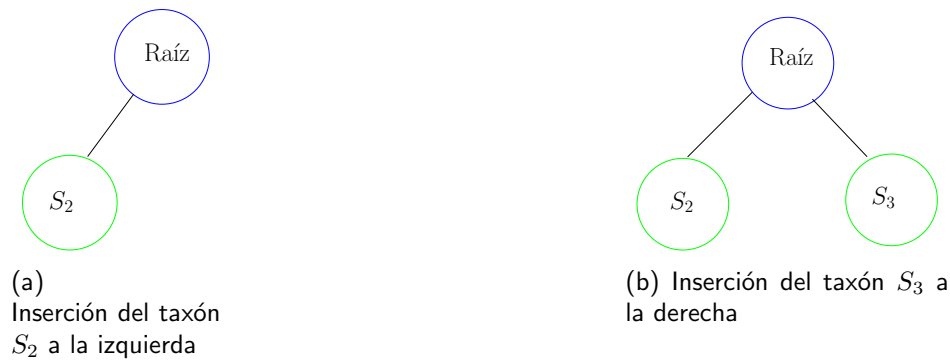 Raíz
S₂
(a)
Inserción del taxón
S₂ a la izquierda
Raíz
S₂
S₃
(b) Inserción del taxón S₃ a
la derecha